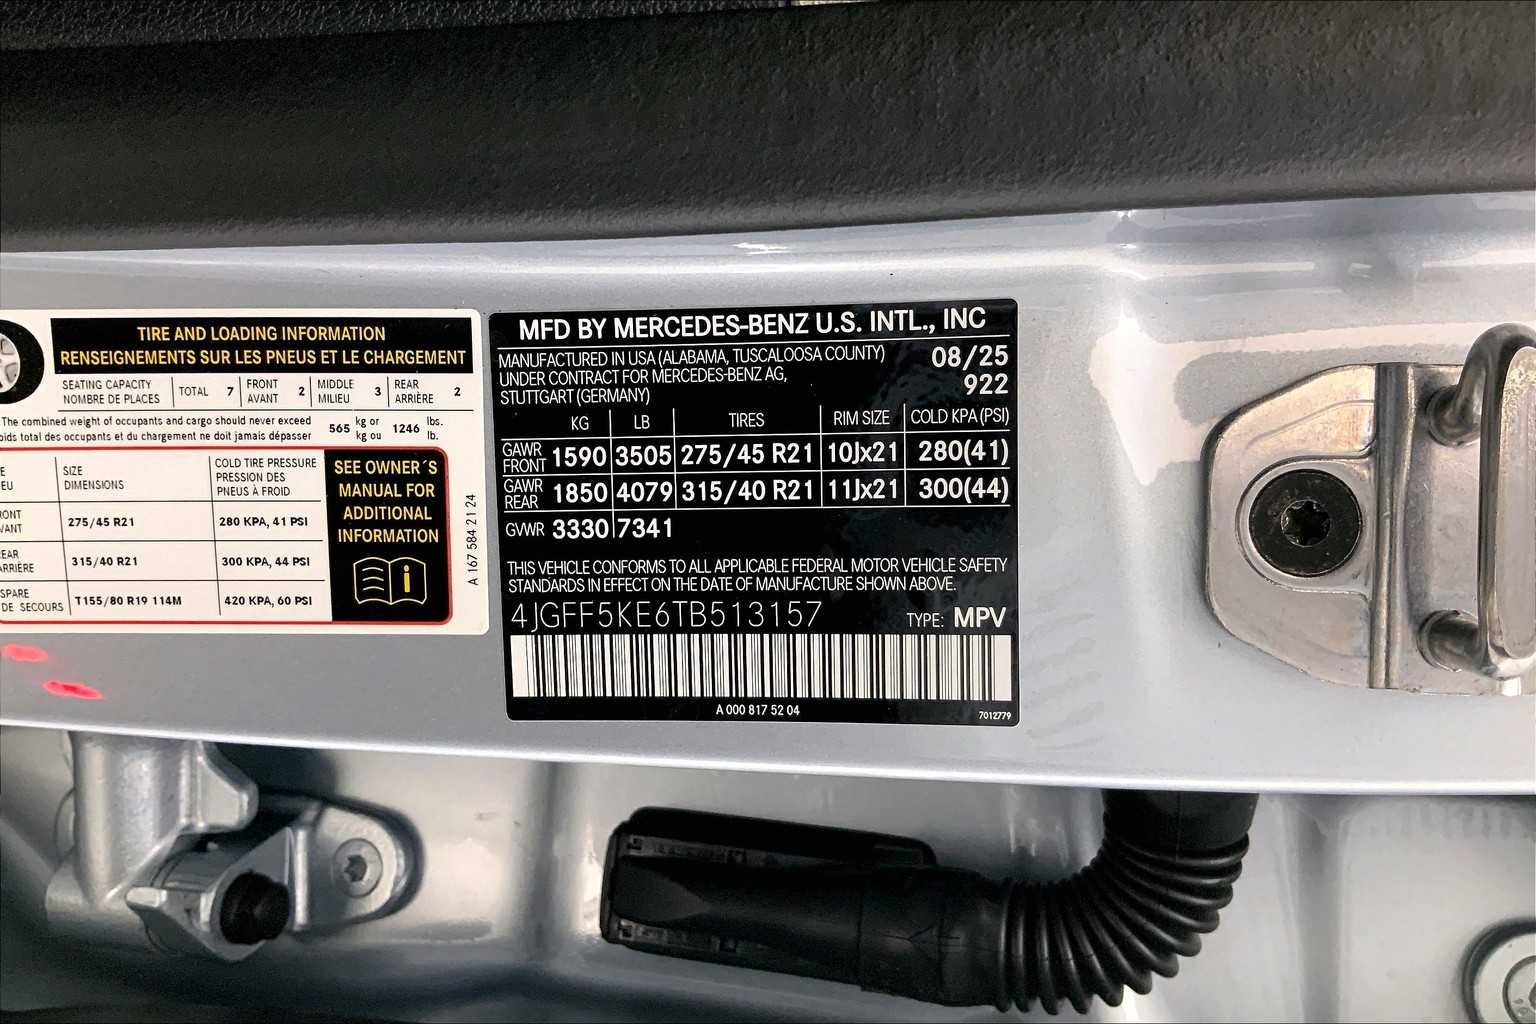 TIRE AND LOADING INFORMATION
RENSEIGNEMENTS SUR LES PNEUS ET LE CHARGEMENT
SEATING CAPACITY
NOMBRE DE PLACES
TOTAL 7
FRONT
AVANT 2
MIDDLE
MILIEU 3
REAR
ARRIÈRE 2
The combined weight of occupants and cargo should never exceed
oids total des occupants et du chargement ne doit jamais dépasser
565 kg or
kg ou
1246 lbs.
lb.
E
EU
SIZE
DIMENSIONS
COLD TIRE PRESSURE
PRESSION DES
PNEUS À FROID
RONT
VANT
275/45 R21
280 KPA, 41 PSI
EAR
ARRIÈRE
315/40 R21
300 KPA, 44 PSI
SPARE
DE SECOURS
T155/80 R19 114M
420 KPA, 60 PSI
SEE OWNER´S
MANUAL FOR
ADDITIONAL
INFORMATION
i
A 167 584 21 24
MFD BY MERCEDES-BENZ U.S. INTL., INC
MANUFACTURED IN USA (ALABAMA, TUSCALOOSA COUNTY)
UNDER CONTRACT FOR MERCEDES-BENZ AG,
STUTTGART (GERMANY)
08/25
922
KG LB TIRES RIM SIZE COLD KPA (PSI)
GAWR
FRONT 1590 3505 275/45 R21 10Jx21 280(41)
GAWR
REAR 1850 4079 315/40 R21 11Jx21 300(44)
GVWR 3330 7341
THIS VEHICLE CONFORMS TO ALL APPLICABLE FEDERAL MOTOR VEHICLE SAFETY
STANDARDS IN EFFECT ON THE DATE OF MANUFACTURE SHOWN ABOVE.
4JGFF5KE6TB513157
TYPE: MPV
A 000 817 52 04
7012779